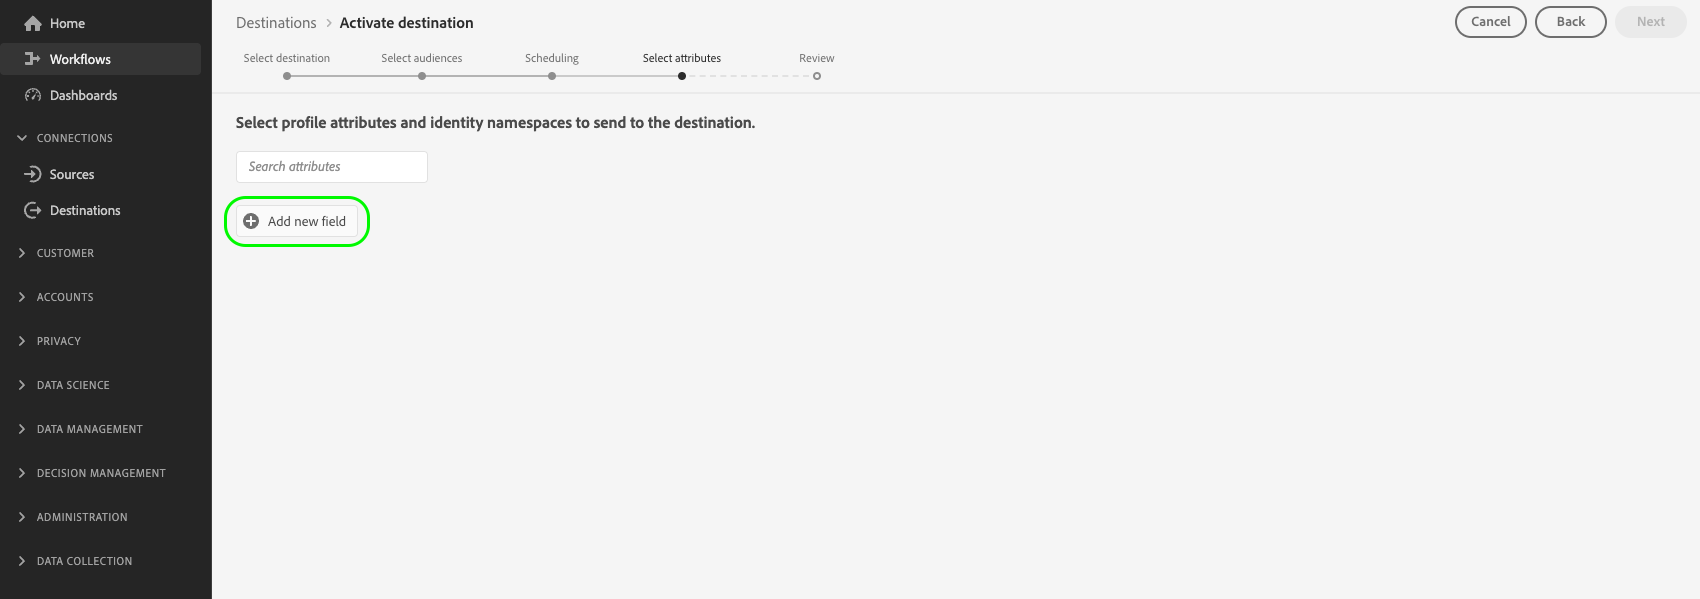 Home
Workflows
Dashboards
CONNECTIONS
Sources
Destinations
CUSTOMER
ACCOUNTS
PRIVACY
DATA SCIENCE
DATA MANAGEMENT
DECISION MANAGEMENT
ADMINISTRATION
DATA COLLECTION
Destinations > Activate destination
Cancel Back Next
Select destination Select audiences Scheduling Select attributes Review
Select profile attributes and identity namespaces to send to the destination.
Search attributes
Add new field